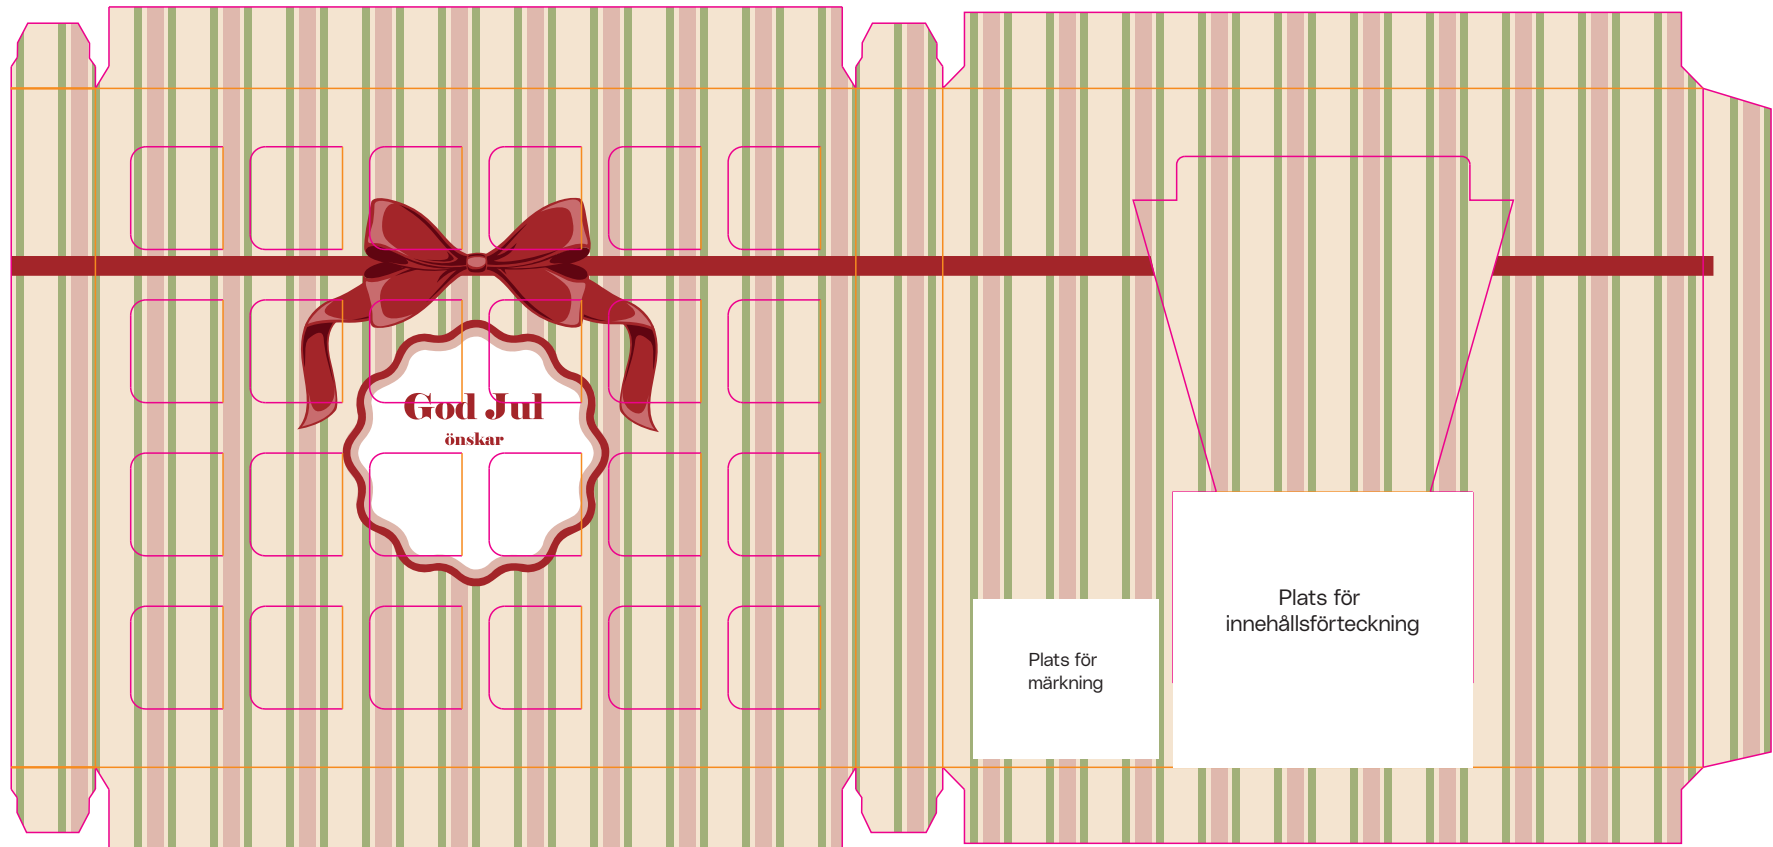 God Jul
önskar
Plats för
märkning
Plats för
innehållsförteckning